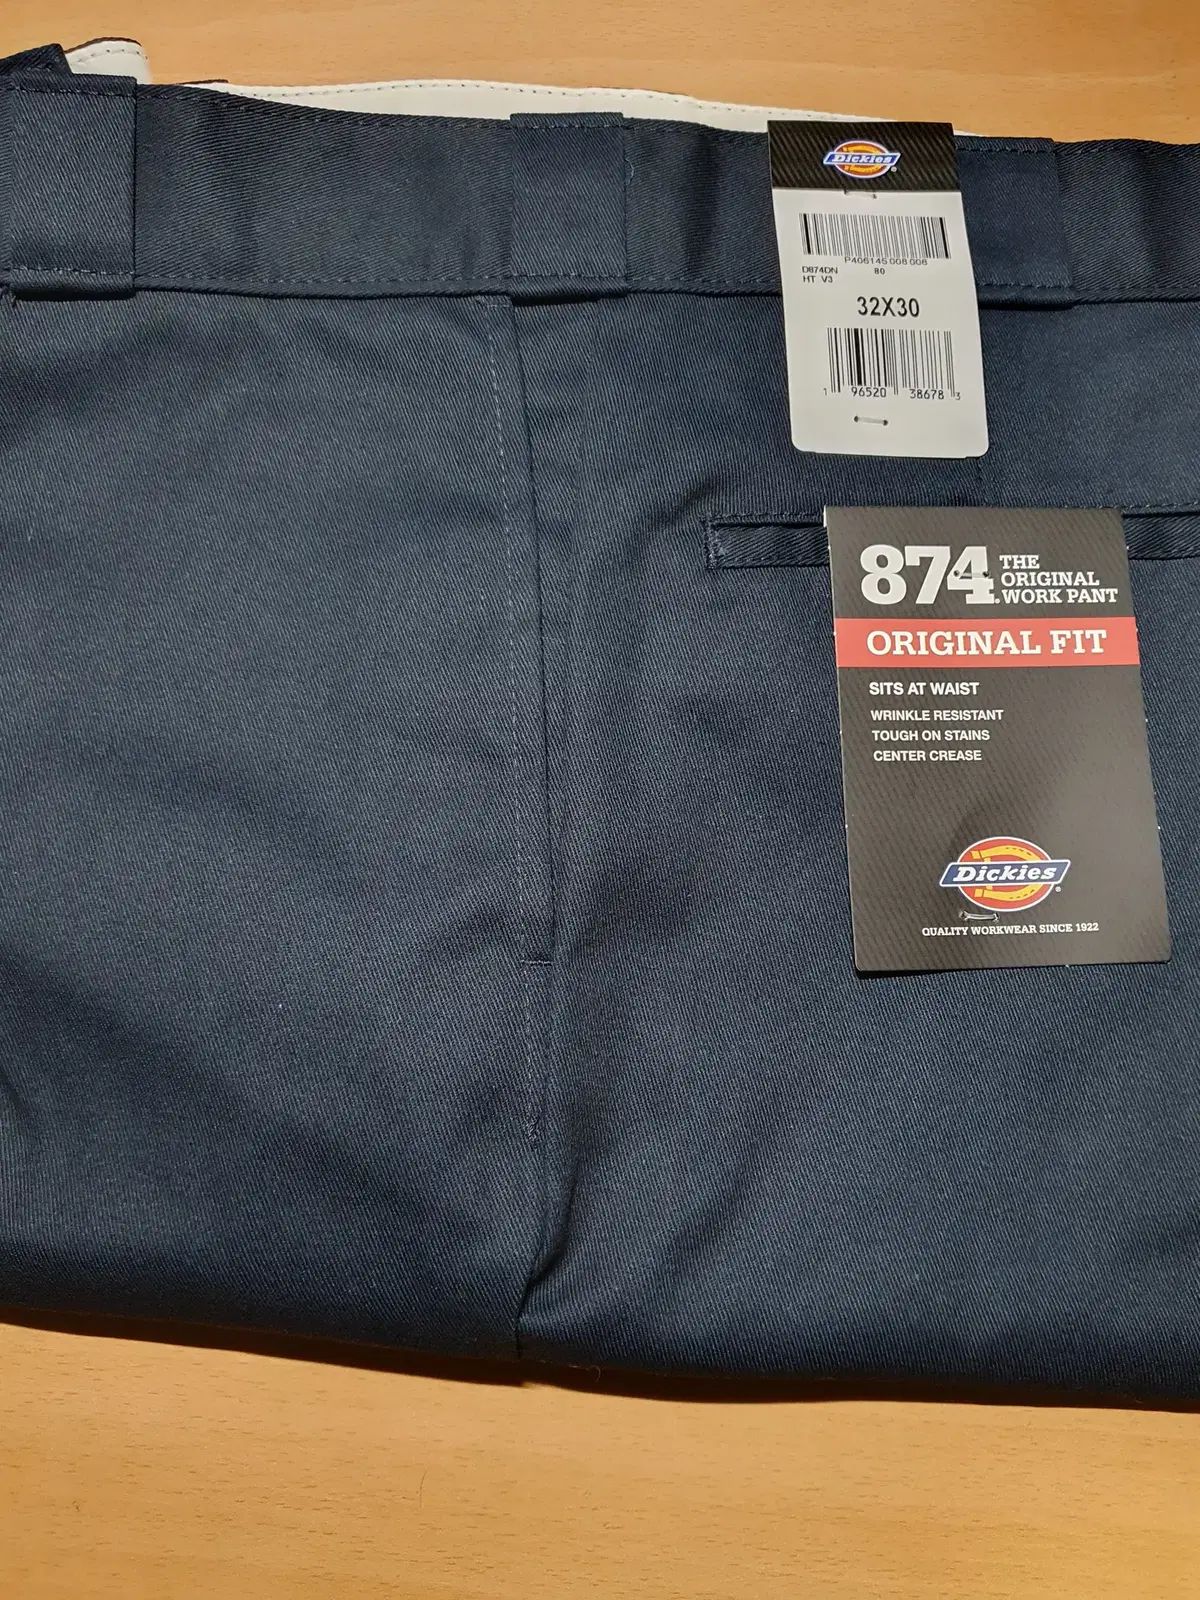 Dickies
P406145 008 008
D874DN 80
HT V3
32X30
1 96520 38678 3
874 THE
ORIGINAL
WORK PANT
ORIGINAL FIT
SITS AT WAIST
WRINKLE RESISTANT
TOUGH ON STAINS
CENTER CREASE
Dickies®
QUALITY WORKWEAR SINCE 1922